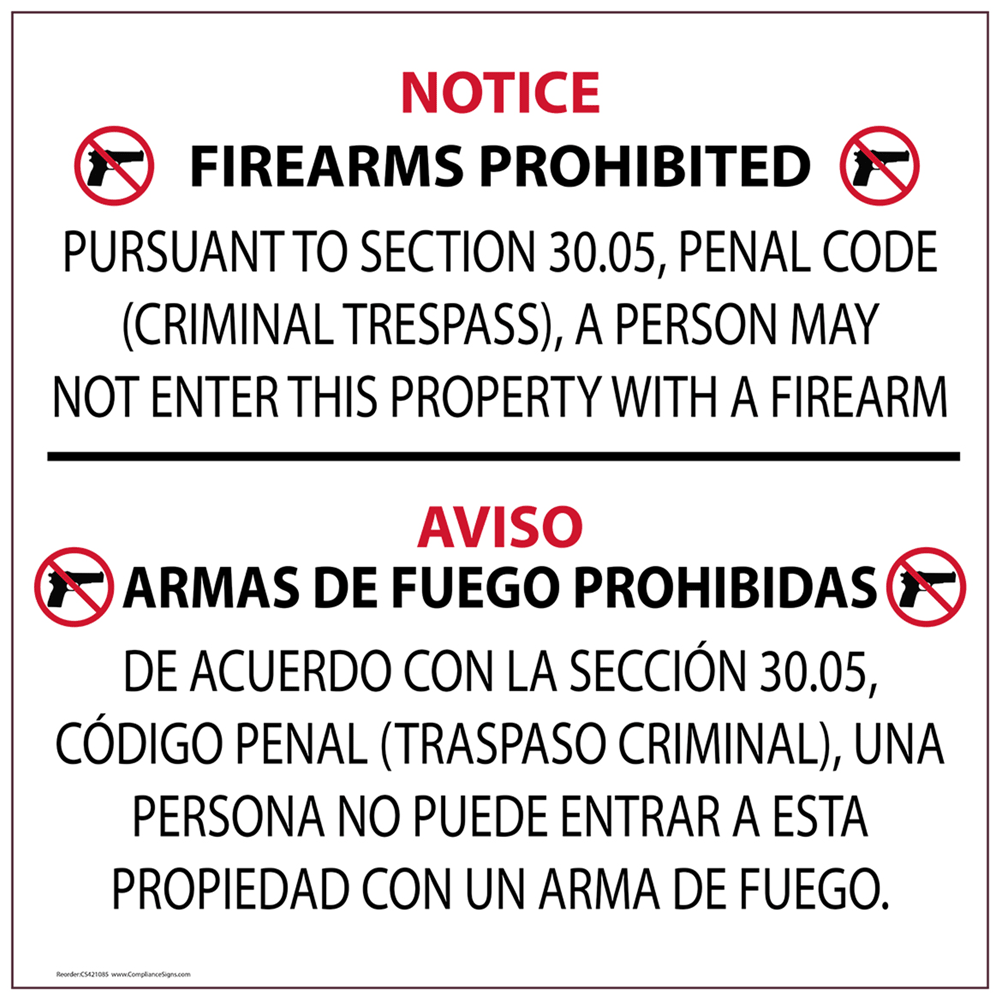 NOTICE
FIREARMS PROHIBITED
PURSUANT TO SECTION 30.05, PENAL CODE
(CRIMINAL TRESPASS), A PERSON MAY
NOT ENTER THIS PROPERTY WITH A FIREARM
AVISO
ARMAS DE FUEGO PROHIBIDAS
DE ACUERDO CON LA SECCIÓN 30.05,
CÓDIGO PENAL (TRASPASO CRIMINAL), UNA
PERSONA NO PUEDE ENTRAR A ESTA
PROPIEDAD CON UN ARMA DE FUEGO.
Reorder:CS421085 www.ComplianceSigns.com